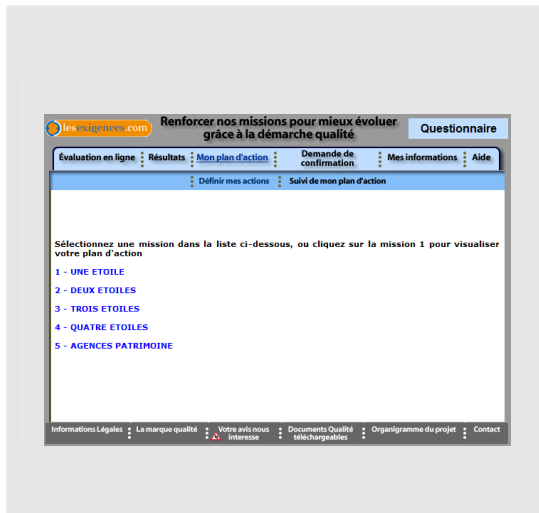 lesexigences.com
Renforcer nos missions pour mieux évoluer
grâce à la démarche qualité
Questionnaire
Évaluation en ligne
Résultats
Mon plan d'action
Demande de
confirmation
Mes informations
Aide
Définir mes actions
Suivi de mon plan d'action
Sélectionnez une mission dans la liste ci-dessous, ou cliquez sur la mission 1 pour visualiser
votre plan d'action
1 - UNE ETOILE
2 - DEUX ETOILES
3 - TROIS ETOILES
4 - QUATRE ETOILES
5 - AGENCES PATRIMOINE
Informations Légales
La marque qualité
Votre avis nous
interesse
Documents Qualité
téléchargeables
Organigramme du projet
Contact